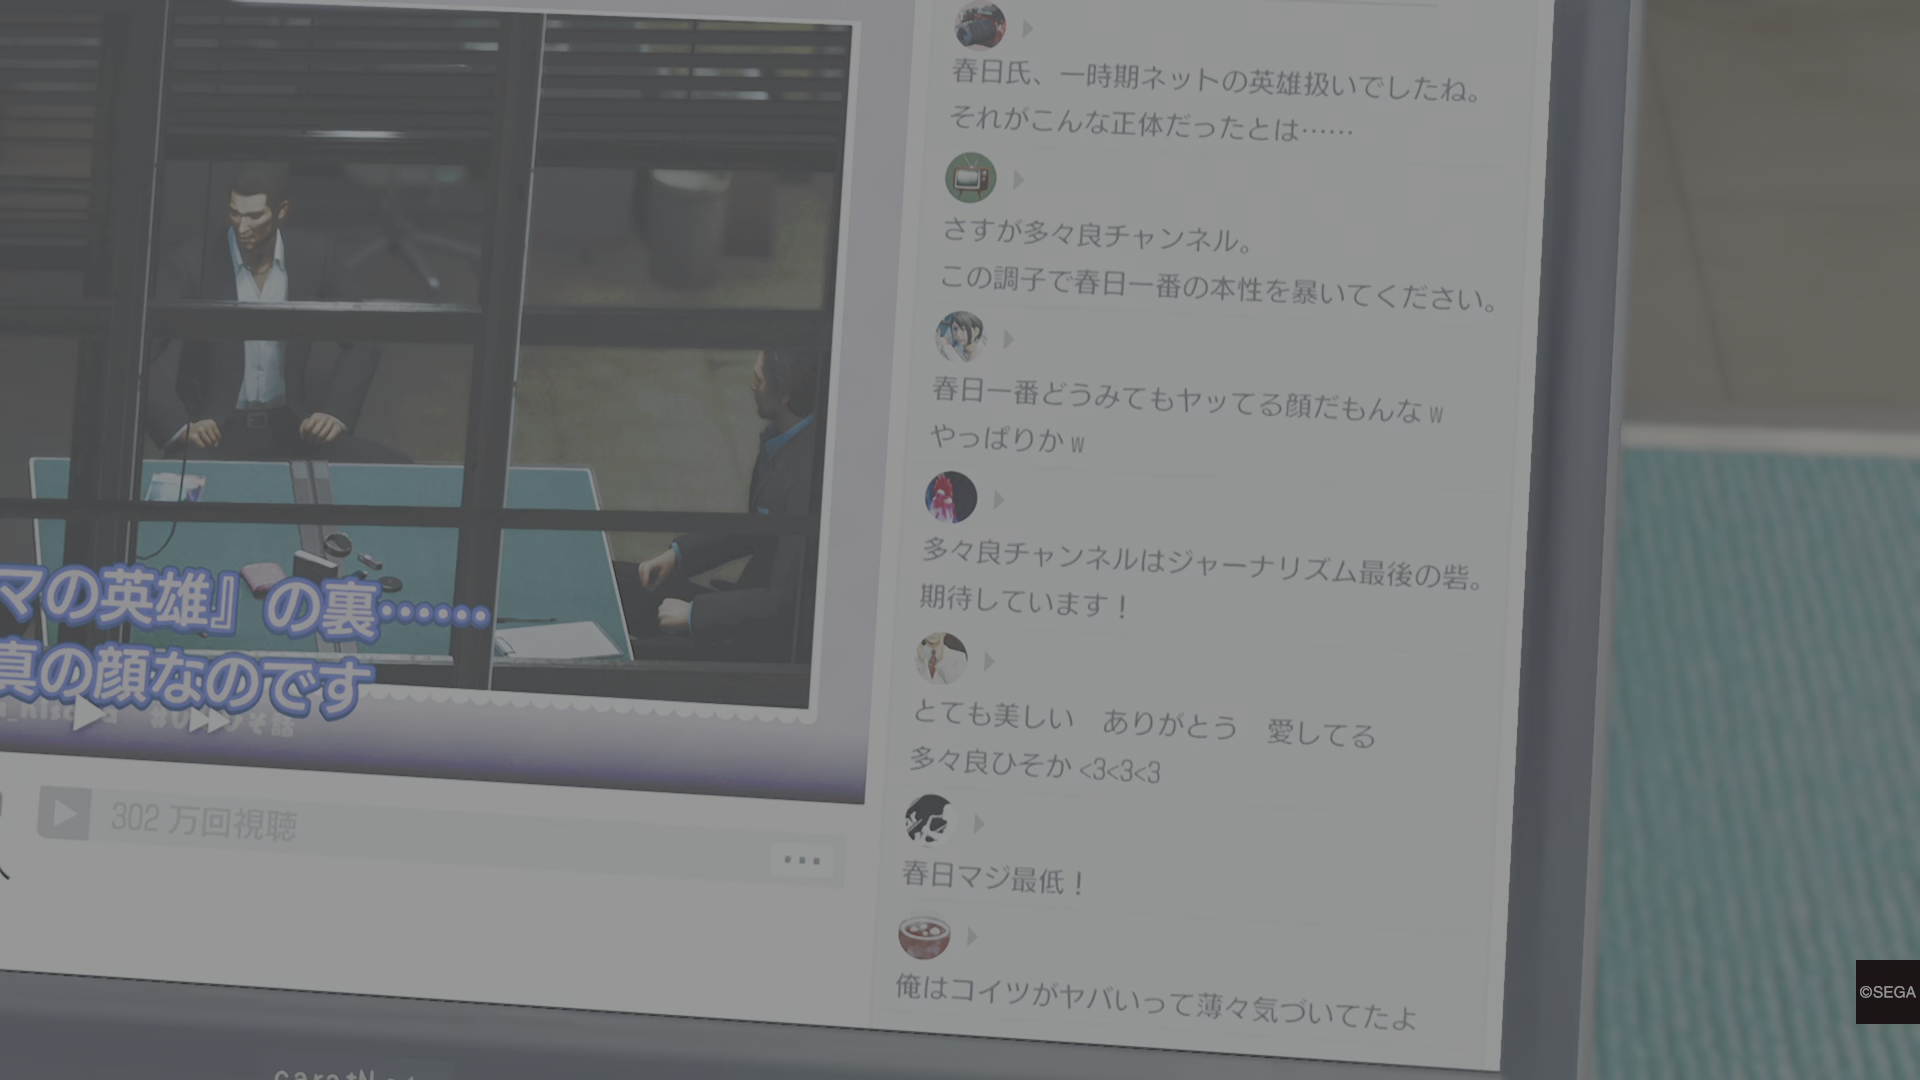 春日氏、一時期ネットの英雄扱いでしたね。
それがこんな正体だったとは……
さすが多々良チャンネル。
この調子で春日一番の本性を暴いてください。
春日一番どうみてもヤッてる顔だもんなw
やっぱりかw
多々良チャンネルはジャーナリズム最後の砦。
期待しています！
とても美しい　ありがとう　愛してる
多々良ひそか<3<3<3
春日マジ最低！
俺はコイツがヤバいって薄々気づいてたよ
マの英雄』の裏……
真の顔なのです
302 万回視聴
©SEGA